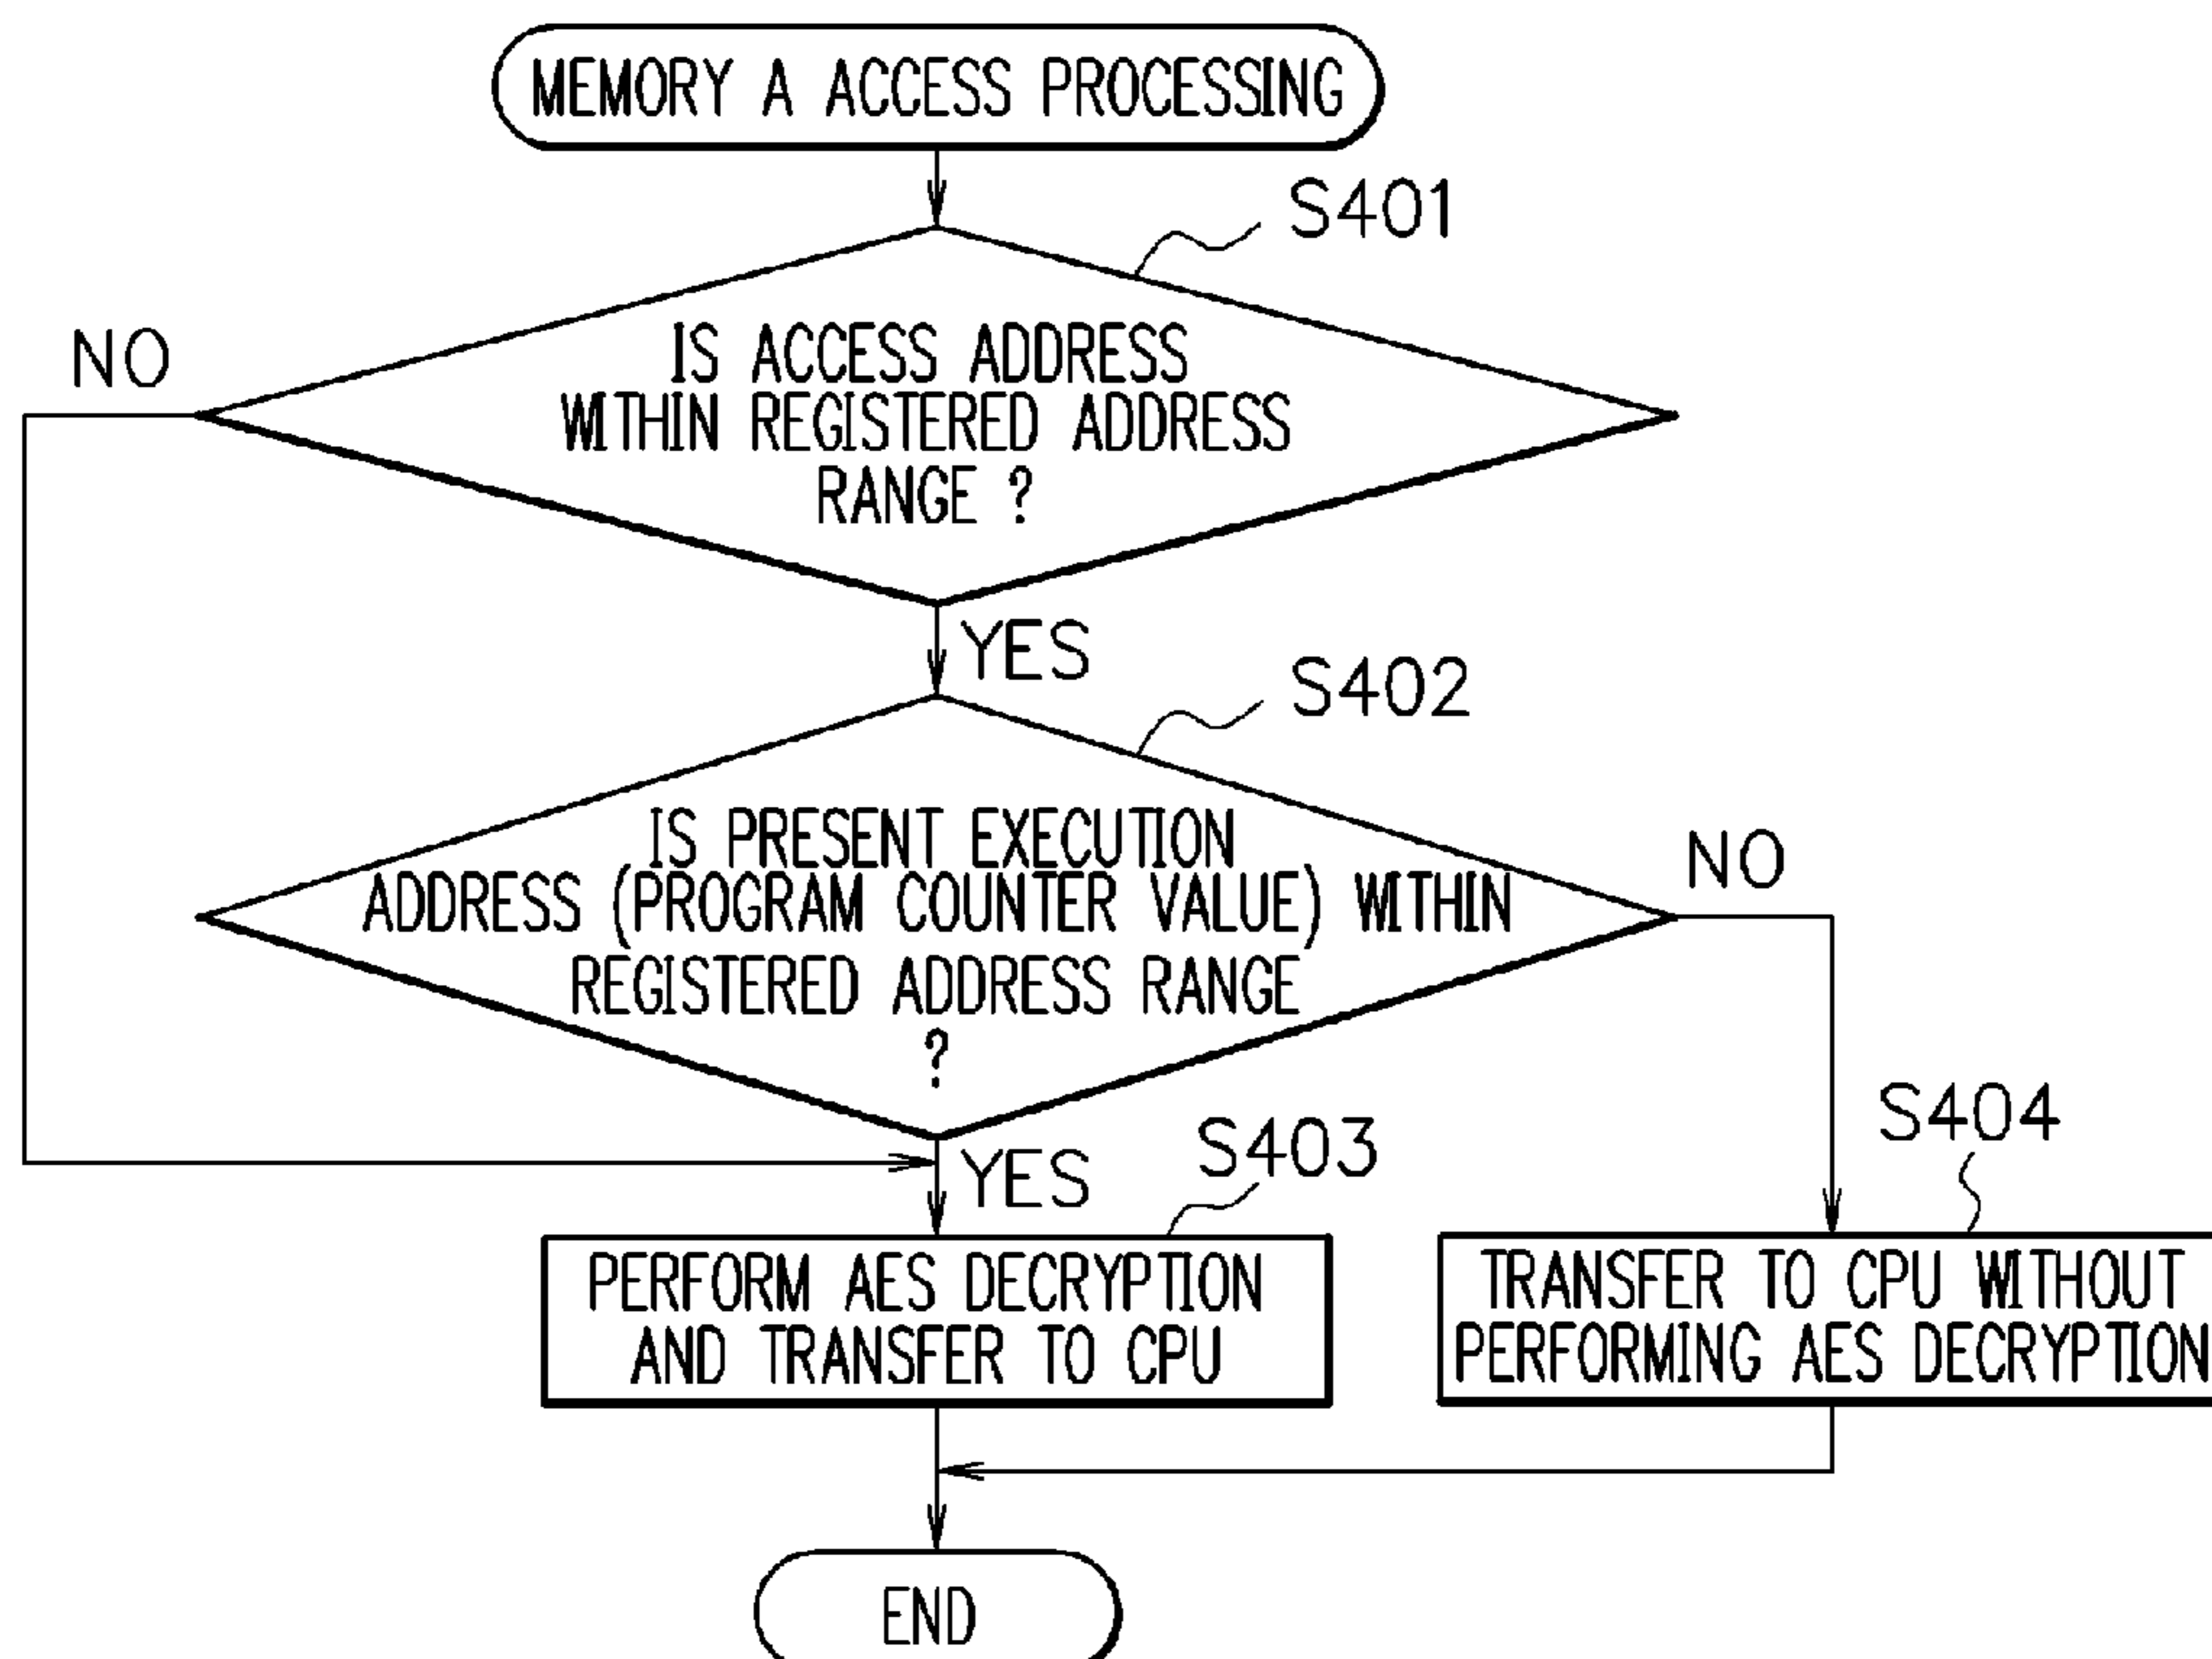 MEMORY A ACCESS PROCESSING
S401
NO
IS ACCESS ADDRESS
WITHIN REGISTERED ADDRESS
RANGE ?
YES
S402
IS PRESENT EXECUTION
ADDRESS (PROGRAM COUNTER VALUE) WITHIN
REGISTERED ADDRESS RANGE
?
NO
YES
S403
S404
PERFORM AES DECRYPTION
AND TRANSFER TO CPU
TRANSFER TO CPU WITHOUT
PERFORMING AES DECRYPTION
END